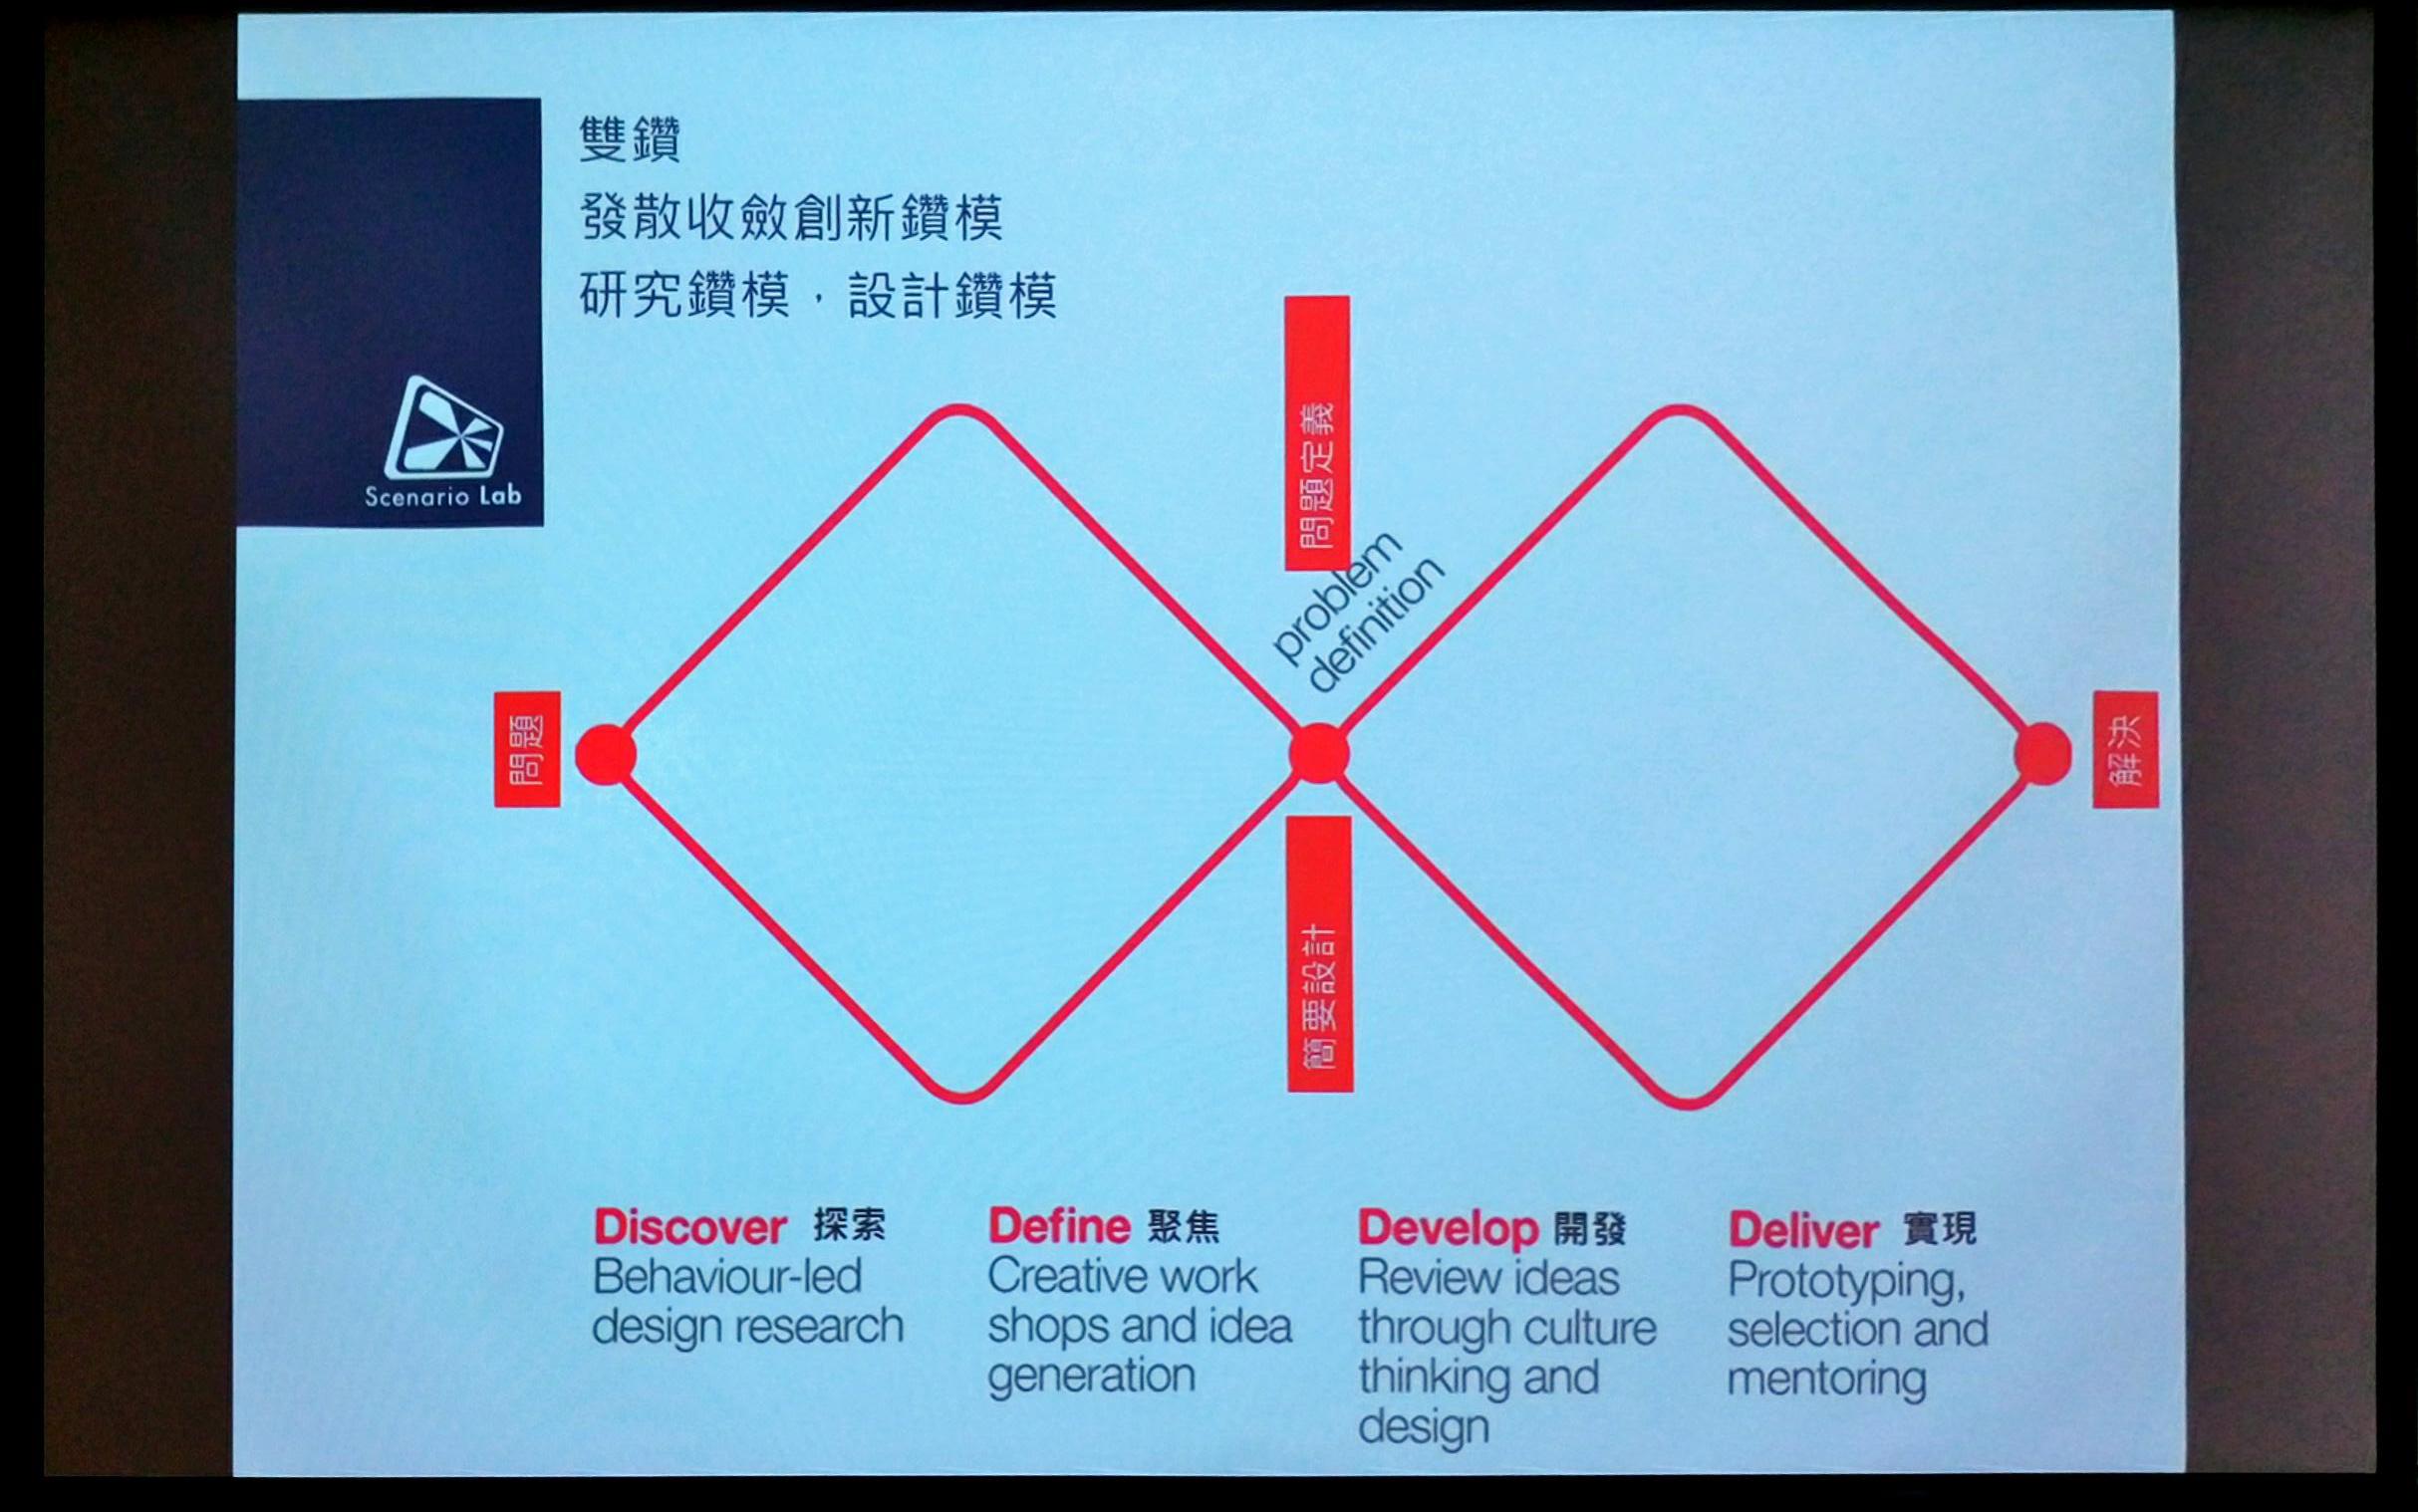 雙鑽
發散收斂創新鑽模
研究鑽模，設計鑽模
Scenario Lab
問題定義
problem
definition
問題
解決
簡要設計
Discover 探索
Behaviour-led
design research
Define 聚焦
Creative work
shops and idea
generation
Develop 開發
Review ideas
through culture
thinking and
design
Deliver 實現
Prototyping,
selection and
mentoring